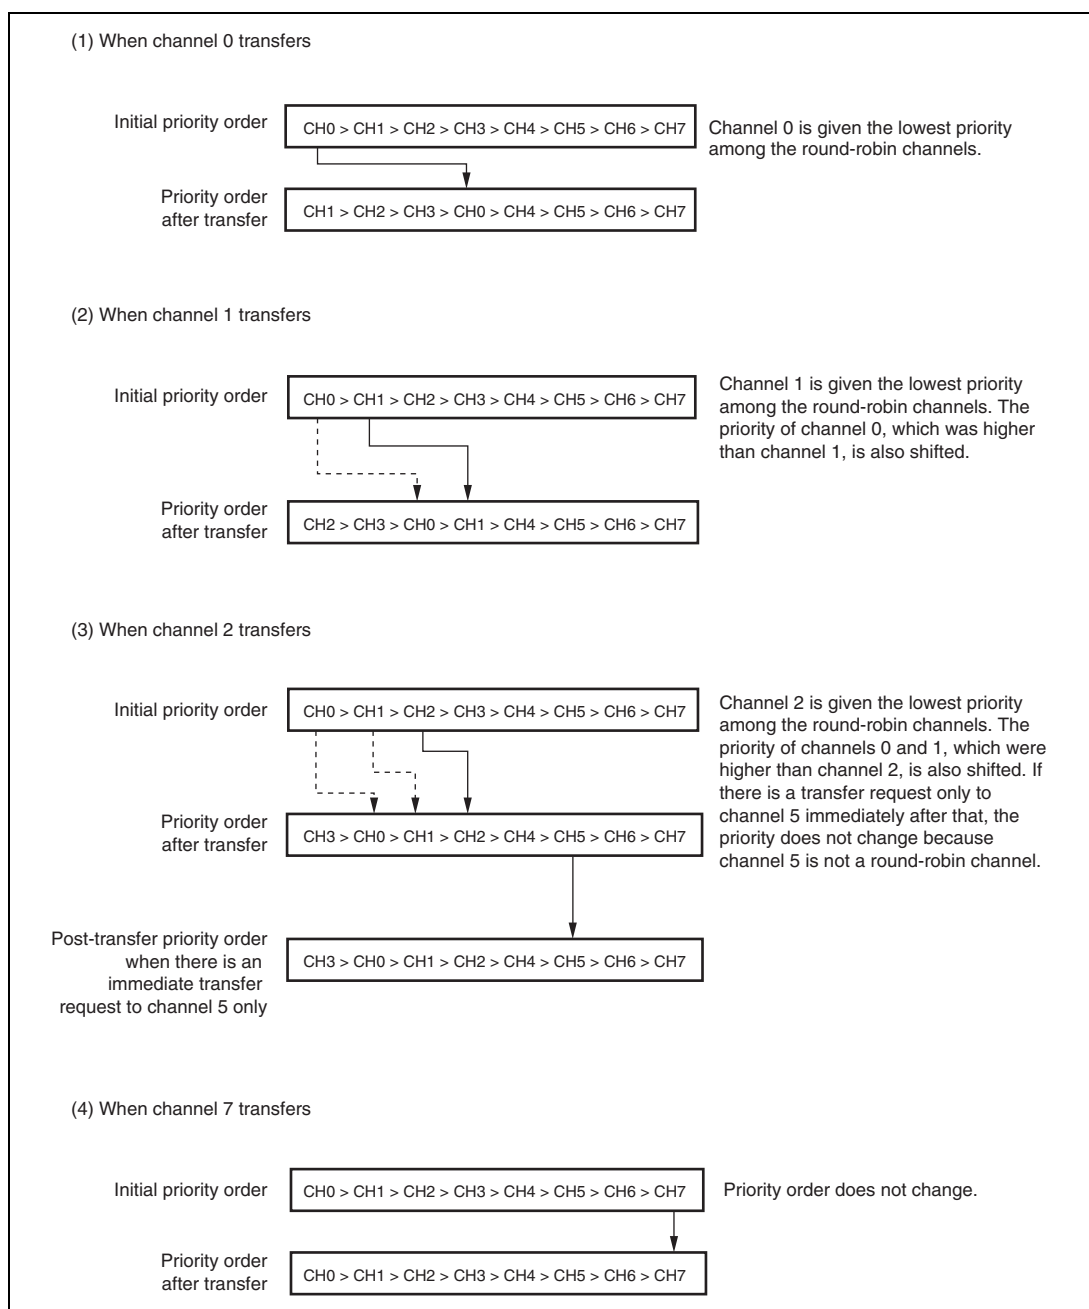 (1) When channel 0 transfers
Initial priority order
CH0 > CH1 > CH2 > CH3 > CH4 > CH5 > CH6 > CH7
Channel 0 is given the lowest priority
among the round-robin channels.
Priority order
after transfer
CH1 > CH2 > CH3 > CH0 > CH4 > CH5 > CH6 > CH7
(2) When channel 1 transfers
Initial priority order
CH0 > CH1 > CH2 > CH3 > CH4 > CH5 > CH6 > CH7
Channel 1 is given the lowest priority
among the round-robin channels. The
priority of channel 0, which was higher
than channel 1, is also shifted.
Priority order
after transfer
CH2 > CH3 > CH0 > CH1 > CH4 > CH5 > CH6 > CH7
(3) When channel 2 transfers
Initial priority order
CH0 > CH1 > CH2 > CH3 > CH4 > CH5 > CH6 > CH7
Channel 2 is given the lowest priority
among the round-robin channels. The
priority of channels 0 and 1, which were
higher than channel 2, is also shifted. If
there is a transfer request only to
channel 5 immediately after that, the
priority does not change because
channel 5 is not a round-robin channel.
Priority order
after transfer
CH3 > CH0 > CH1 > CH2 > CH4 > CH5 > CH6 > CH7
Post-transfer priority order
when there is an
immediate transfer
request to channel 5 only
CH3 > CH0 > CH1 > CH2 > CH4 > CH5 > CH6 > CH7
(4) When channel 7 transfers
Initial priority order
CH0 > CH1 > CH2 > CH3 > CH4 > CH5 > CH6 > CH7
Priority order does not change.
Priority order
after transfer
CH0 > CH1 > CH2 > CH3 > CH4 > CH5 > CH6 > CH7